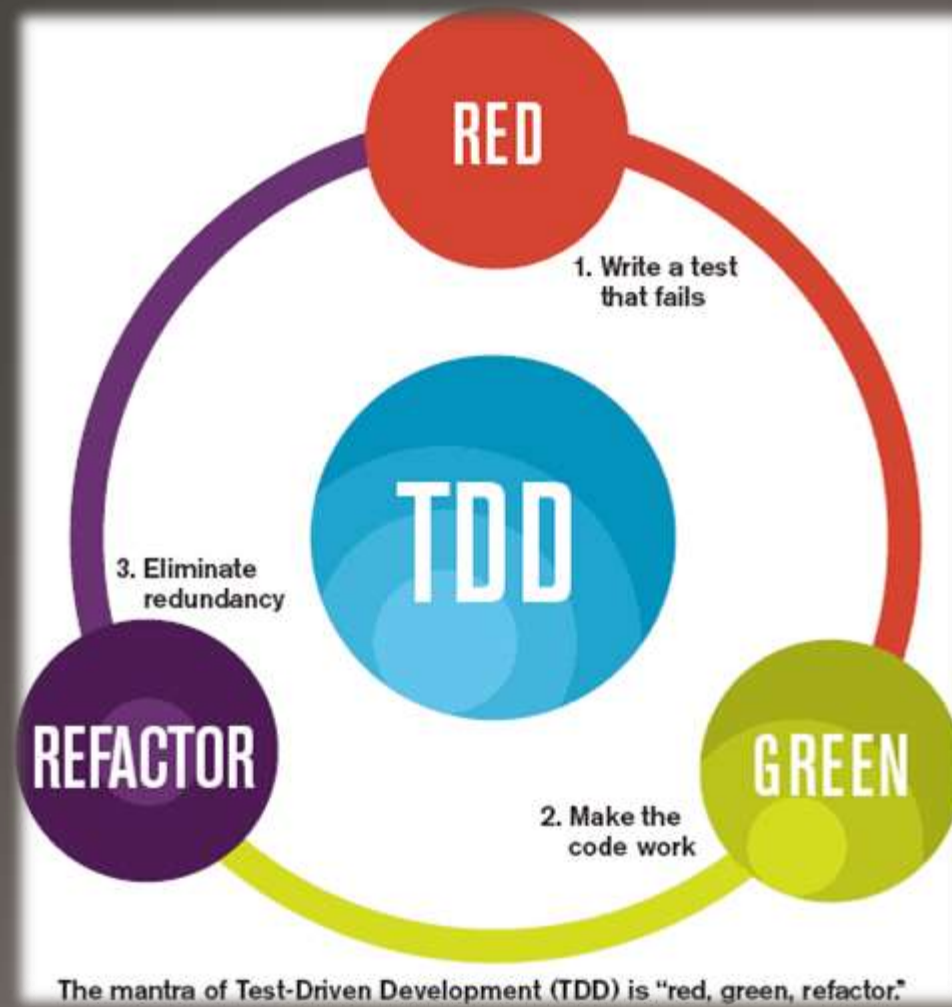 RED
1. Write a test
that fails
TDD
3. Eliminate
redundancy
REFACTOR
GREEN
2. Make the
code work
The mantra of Test-Driven Development (TDD) is “red, green, refactor.”